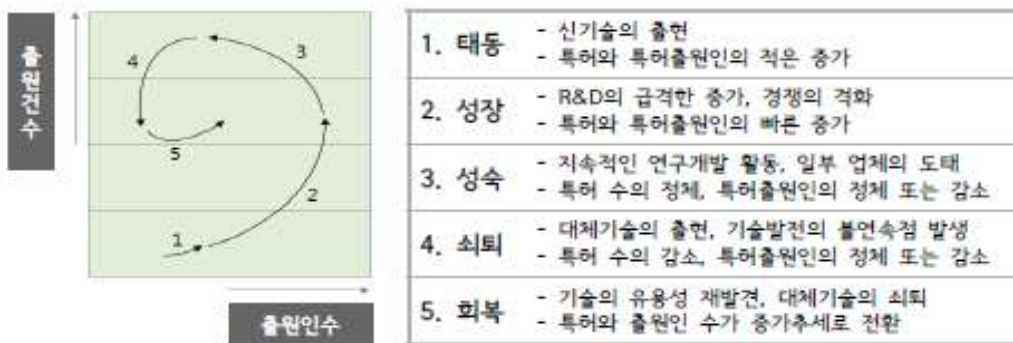 출원건수
4
3
5
2
1
출원인수
1. 태동
- 신기술의 출현
- 특허와 특허출원인의 적은 증가
2. 성장
- R&D의 급격한 증가, 경쟁의 격화
- 특허와 특허출원인의 빠른 증가
3. 성숙
- 지속적인 연구개발 활동, 일부 업체의 도태
- 특허 수의 정체, 특허출원인의 정체 또는 감소
4. 쇠퇴
- 대체기술의 출현, 기술발전의 불연속점 발생
- 특허 수의 감소, 특허출원인의 정체 또는 감소
5. 회복
- 기술의 유용성 재발견, 대체기술의 쇠퇴
- 특허와 출원인 수가 증가추세로 전환